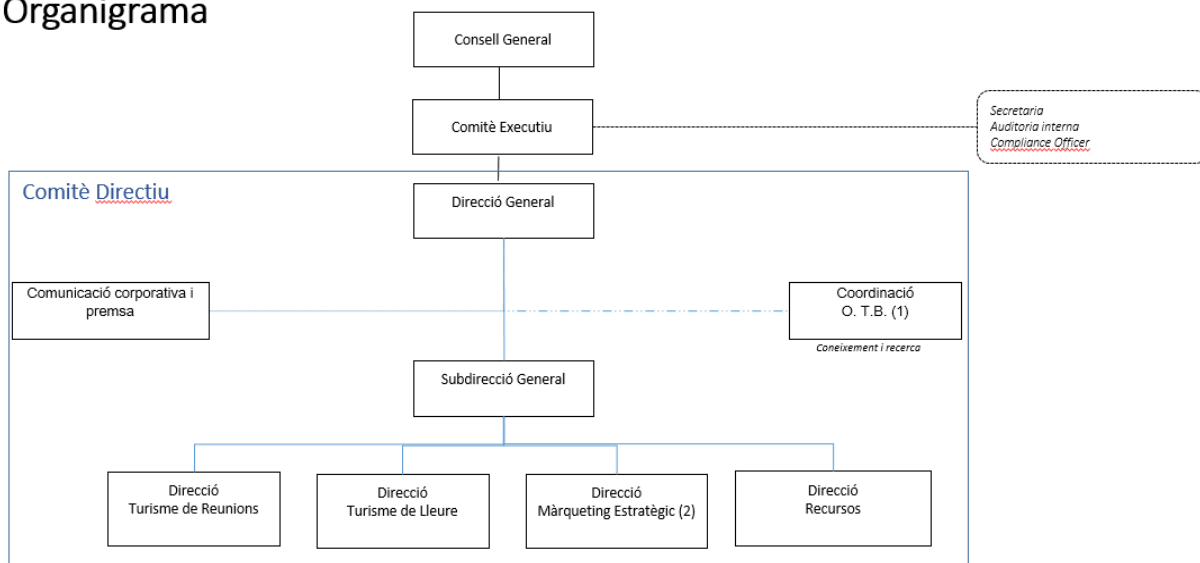 Organigrama
Consell General
Comitè Executiu
Secretaria
Auditoria interna
Compliance Officer
Comitè Directiu
Direcció General
Comunicació corporativa i
premsa
Coordinació
O. T.B. (1)
Coneixement i recerca
Subdirecció General
Direcció
Turisme de Reunions
Direcció
Turisme de Lleure
Direcció
Màrqueting Estratègic (2)
Direcció
Recursos